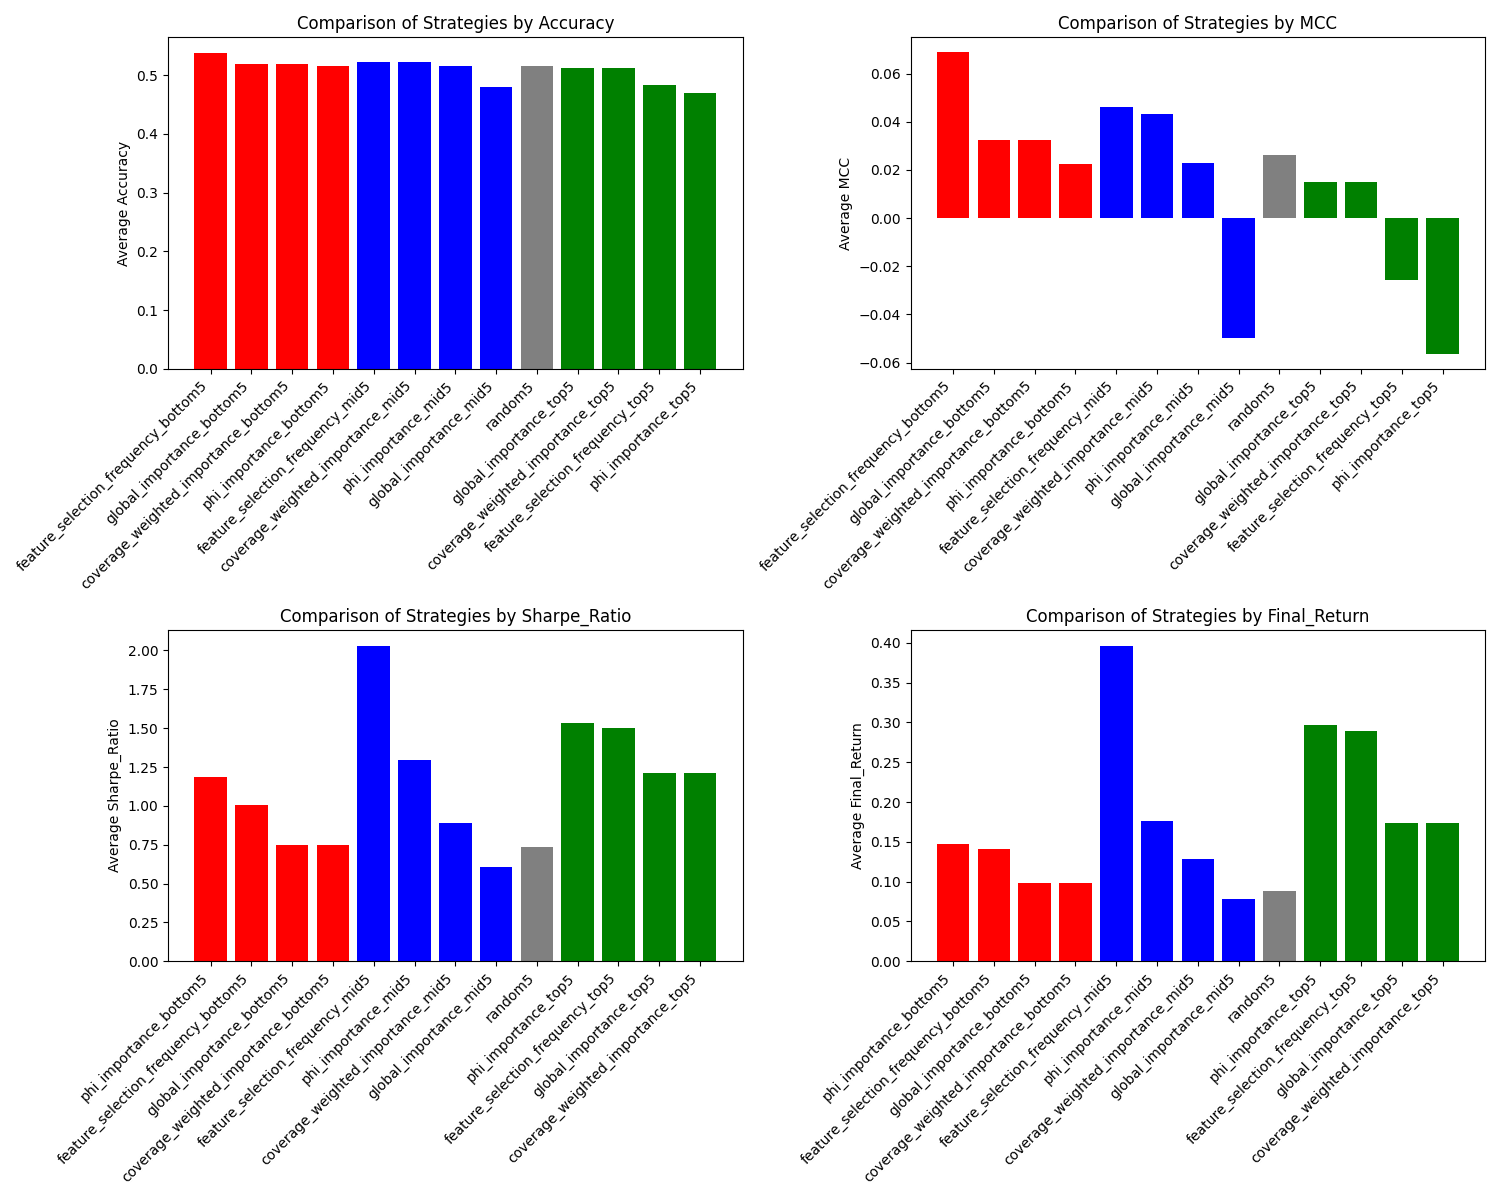 Comparison of Strategies by Accuracy
Average Accuracy
0.5
0.4
0.3
0.2
0.1
0.0
feature_selection_frequency_bottom5
global_importance_bottom5
coverage_weighted_importance_bottom5
phi_importance_bottom5
feature_selection_frequency_mid5
coverage_weighted_importance_mid5
phi_importance_mid5
global_importance_mid5
random5
global_importance_top5
coverage_weighted_importance_top5
feature_selection_frequency_top5
phi_importance_top5
Comparison of Strategies by MCC
Average MCC
0.06
0.04
0.02
0.00
−0.02
−0.04
−0.06
feature_selection_frequency_bottom5
global_importance_bottom5
coverage_weighted_importance_bottom5
phi_importance_bottom5
feature_selection_frequency_mid5
coverage_weighted_importance_mid5
phi_importance_mid5
global_importance_mid5
random5
global_importance_top5
coverage_weighted_importance_top5
feature_selection_frequency_top5
phi_importance_top5
Comparison of Strategies by Sharpe_Ratio
Average Sharpe_Ratio
2.00
1.75
1.50
1.25
1.00
0.75
0.50
0.25
0.00
phi_importance_bottom5
feature_selection_frequency_bottom5
global_importance_bottom5
coverage_weighted_importance_bottom5
feature_selection_frequency_mid5
phi_importance_mid5
coverage_weighted_importance_mid5
global_importance_mid5
random5
phi_importance_top5
feature_selection_frequency_top5
global_importance_top5
coverage_weighted_importance_top5
Comparison of Strategies by Final_Return
Average Final_Return
0.40
0.35
0.30
0.25
0.20
0.15
0.10
0.05
0.00
phi_importance_bottom5
feature_selection_frequency_bottom5
global_importance_bottom5
coverage_weighted_importance_bottom5
feature_selection_frequency_mid5
phi_importance_mid5
coverage_weighted_importance_mid5
global_importance_mid5
random5
phi_importance_top5
feature_selection_frequency_top5
global_importance_top5
coverage_weighted_importance_top5